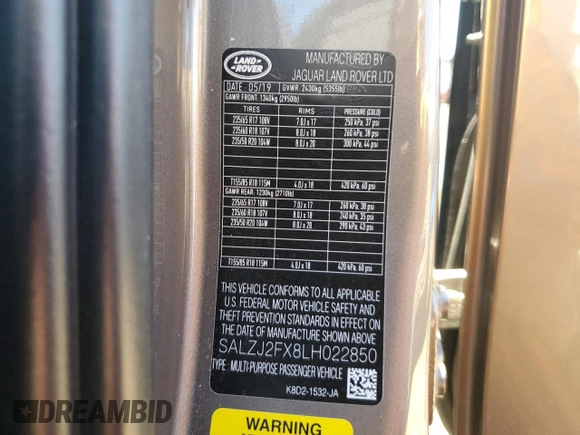 LAND
ROVER
MANUFACTURED BY
JAGUAR LAND ROVER LTD
DATE: 05/19 GVWR: 2430kg (5355lb)
GAWR FRONT: 1340kg (2950lb)
TIRES RIMS PRESSURE (COLD)
235/65 R17 108V 7.0J x 17 250 kPa, 37 psi
235/60 R18 107V 8.0J x 18 260 kPa, 38 psi
235/50 R20 104W 8.0J x 20 300 kPa, 44 psi
T155/85 R18 115M 4.0J x 18 420 kPa, 60 psi
GAWR REAR: 1230kg (2710lb)
235/65 R17 108V 7.0J x 17 260 kPa, 38 psi
235/60 R18 107V 8.0J x 18 240 kPa, 35 psi
235/50 R20 104W 8.0J x 20 290 kPa, 43 psi
T155/85 R18 115M 4.0J x 18 420 kPa, 60 psi
THIS VEHICLE CONFORMS TO ALL APPLICABLE
U.S. FEDERAL MOTOR VEHICLE SAFETY AND
THEFT PREVENTION STANDARDS IN EFFECT ON
THE DATE OF MANUFACTURE SHOWN ABOVE
SALZJ2FX8LH022850
TYPE: MULTI-PURPOSE PASSENGER VEHICLE
K8D2-1532-JA
WARNING
DREAMBID